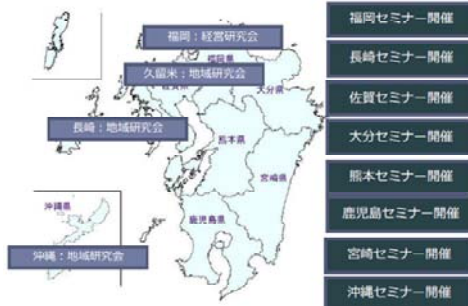 福岡：経営研究会
福岡県
久留米：地域研究会
佐賀県
大分県
長崎：地域研究会
熊本県
宮崎県
鹿児島県
沖縄県
沖縄：地域研究会
福岡セミナー開催
長崎セミナー開催
佐賀セミナー開催
大分セミナー開催
熊本セミナー開催
鹿児島セミナー開催
宮崎セミナー開催
沖縄セミナー開催